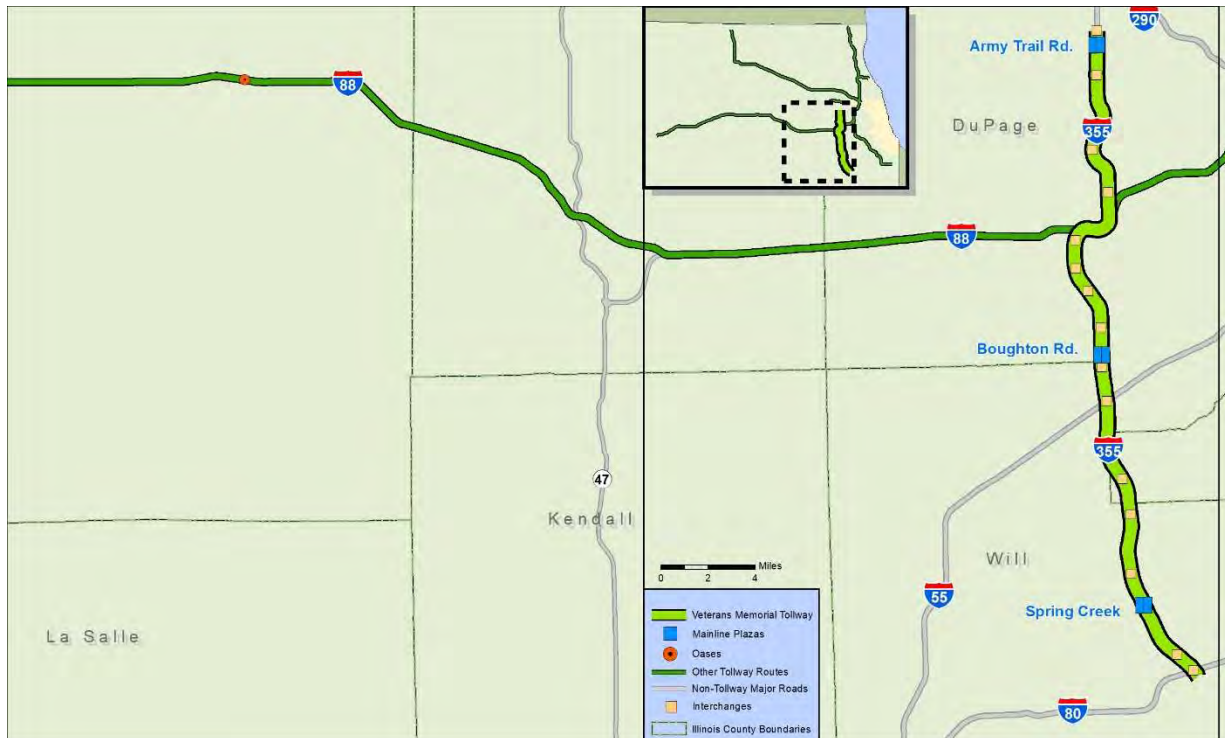 290
Army Trail Rd.
88
DuPage
355
88
Boughton Rd.
355
47
Kendall
Miles
0 2 4
Will
55
Spring Creek
La Salle
80
Veterans Memorial Tollway
Mainline Plazas
Oases
Other Tollway Routes
Non-Tollway Major Roads
Interchanges
Illinois County Boundaries